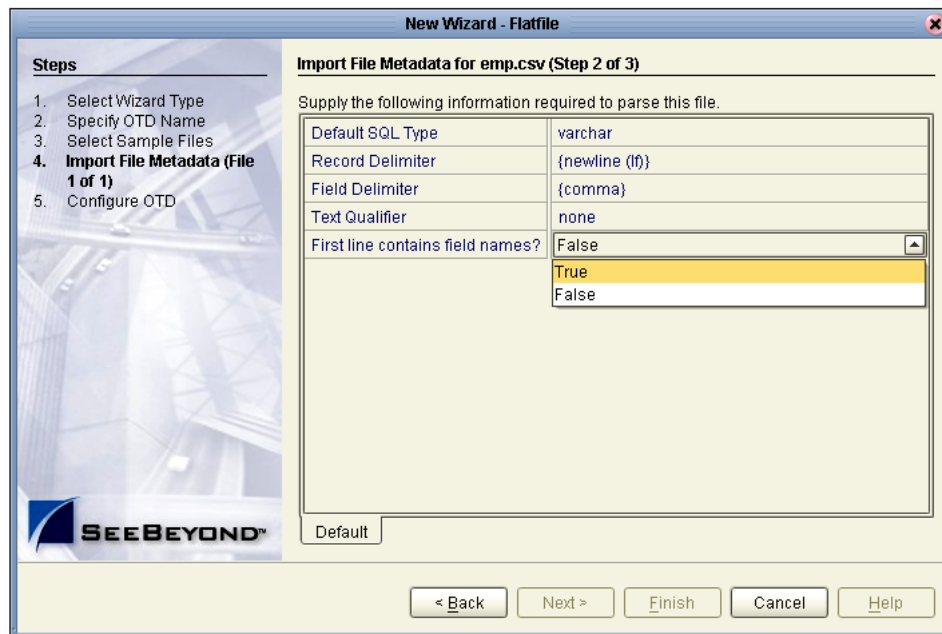 New Wizard - Flatfile
Steps
1. Select Wizard Type
2. Specify OTD Name
3. Select Sample Files
4. Import File Metadata (File
1 of 1)
5. Configure OTD
SEEBEYOND™
Import File Metadata for emp.csv (Step 2 of 3)
Supply the following information required to parse this file.
Default SQL Type varchar
Record Delimiter {newline (lf)}
Field Delimiter {comma}
Text Qualifier none
First line contains field names? False
True
False
Default
< Back Next > Finish Cancel Help